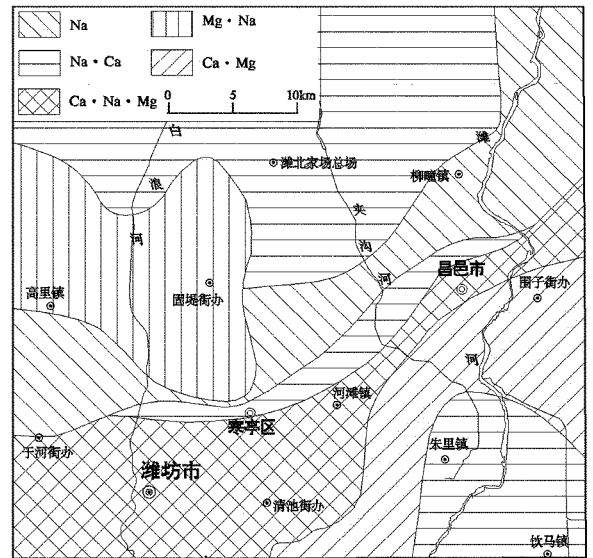 Na
Mg·Na
Na·Ca
Ca·Mg
Ca·Na·Mg
0 5 10km
白
浪
河
潍北农场总场
柳疃镇
潍
河
夹
沟
河
昌邑市
围子街办
高里镇
固堤街办
河滩镇
寒亭区
于河街办
潍坊市
清池街办
朱里镇
饮马镇